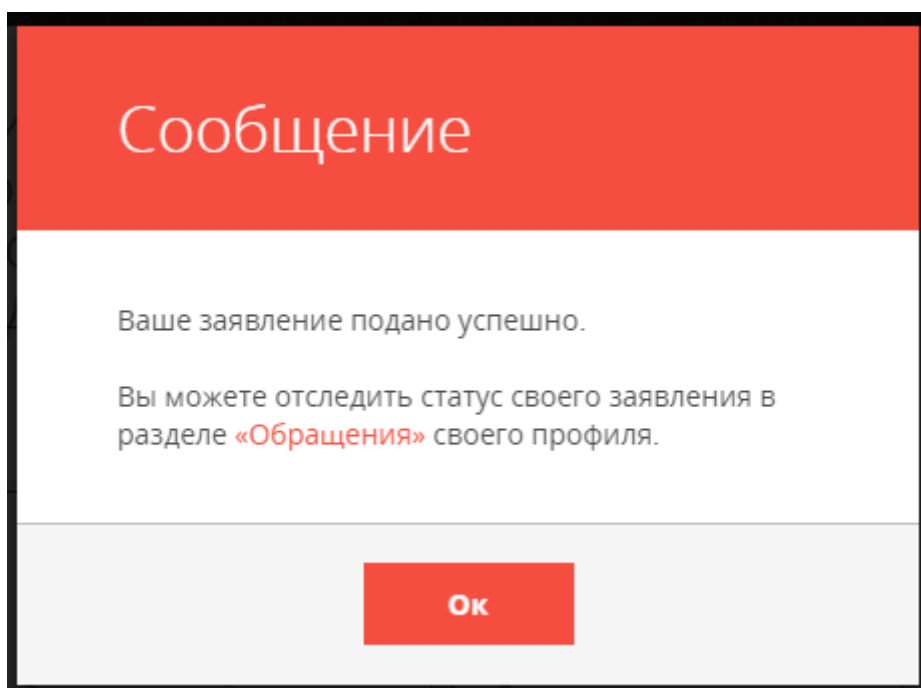 Сообщение
Ваше заявление подано успешно.
Вы можете отследить статус своего заявления в
разделе «Обращения» своего профиля.
Ок